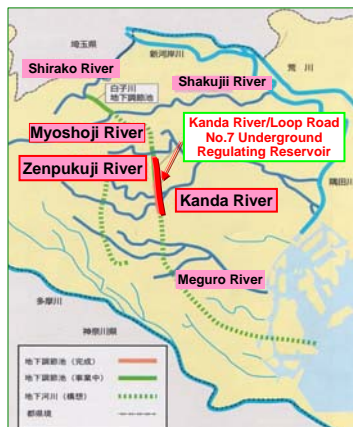 埼玉県
新河岸川
荒川
Shirako River
白子川
地下調節池
Shakujii River
Myoshoji River
Kanda River/Loop Road
No.7 Underground
Regulating Reservoir
Zenpukuji River
隅田川
Kanda River
Meguro River
多摩川
神奈川県
地下調節池(完成)
地下調節池(事業中)
地下河川(構想)
都県境